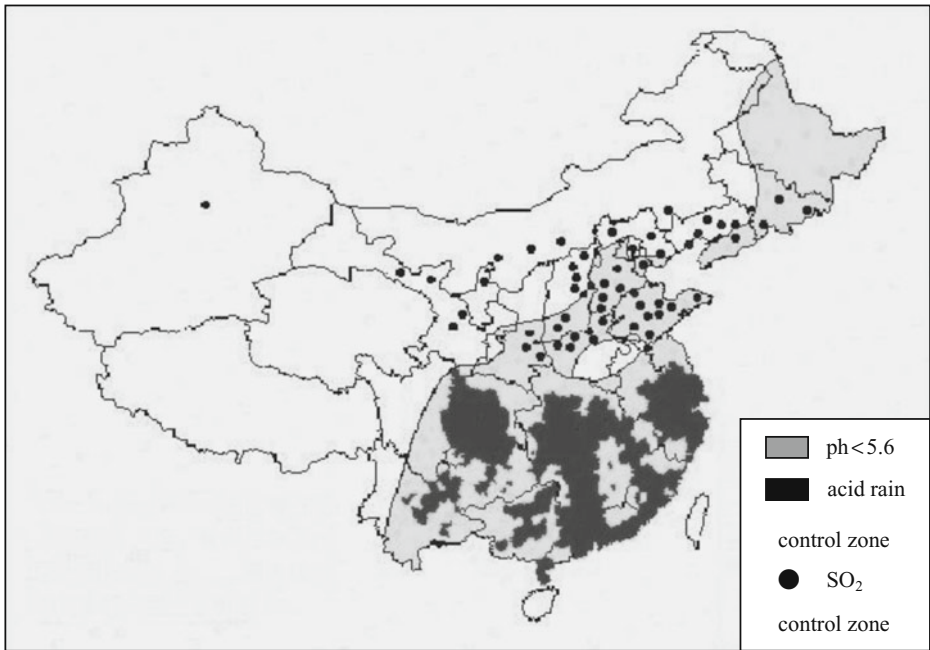 ph<5.6
acid rain
control zone
SO₂
control zone